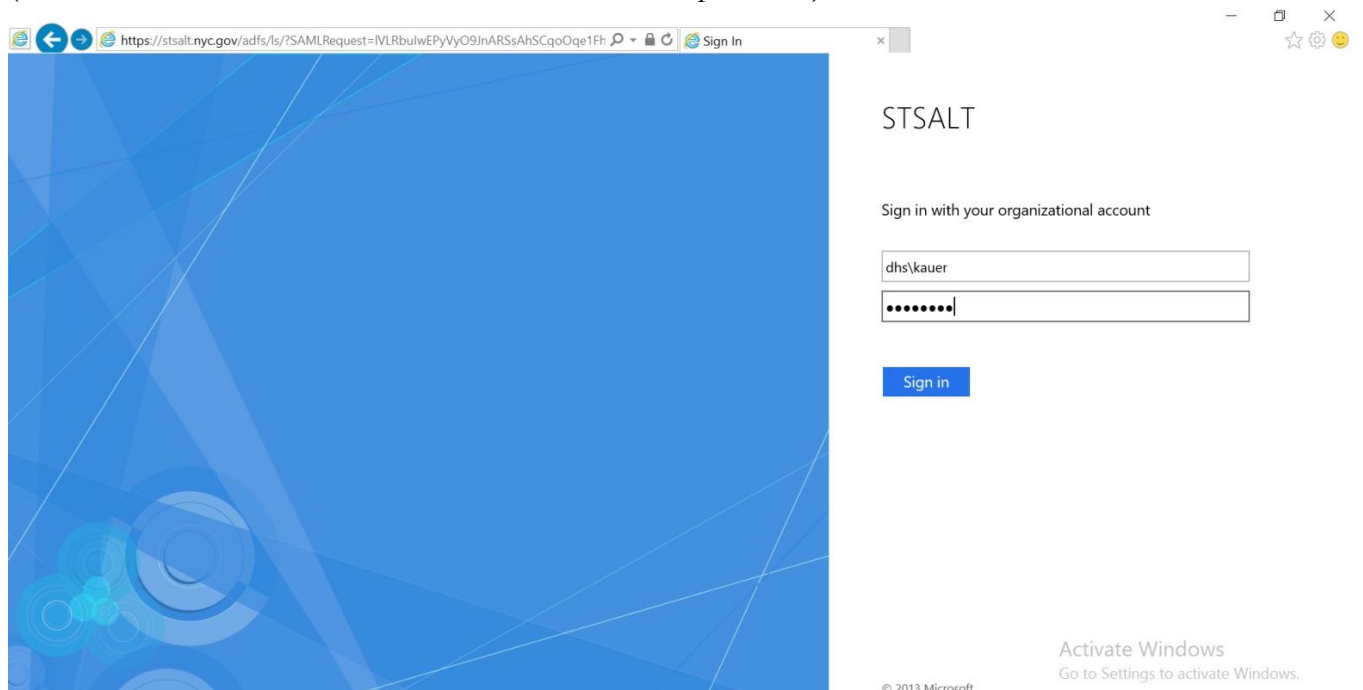 https://stsalt.nyc.gov/adfs/ls/?SAMLRequest=lVLRbulwEPyVyO9JnARSsAhSCqoOqe1Fh
Sign In
STSALT
Sign in with your organizational account
dhs\kauer
Sign in
Activate Windows
Go to Settings to activate Windows.
© 2013 Microsoft